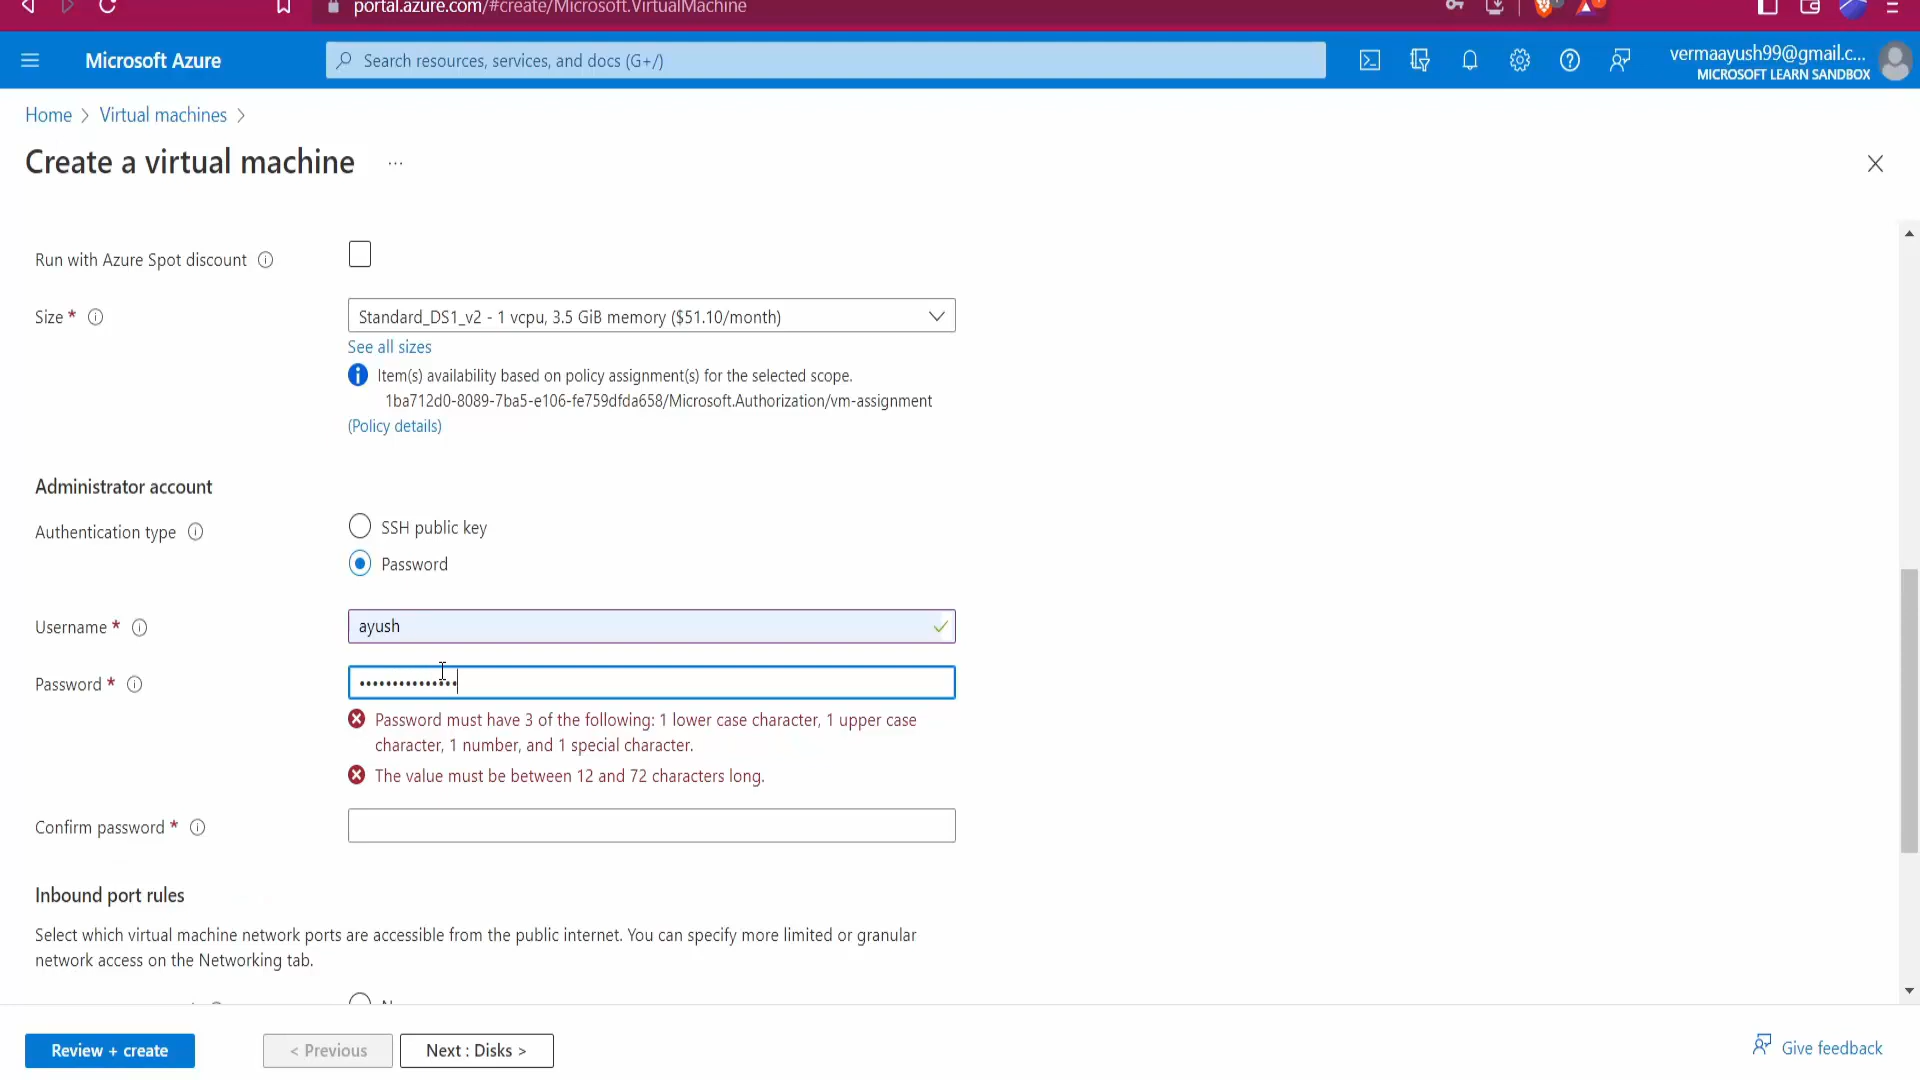 portal.azure.com/#create/Microsoft.VirtualMachine
Microsoft Azure
Search resources, services, and docs (G+/)
vermaayush99@gmail.c...
MICROSOFT LEARN SANDBOX
Home > Virtual machines >
Create a virtual machine ...
Run with Azure Spot discount
Size *
Standard_DS1_v2 - 1 vcpu, 3.5 GiB memory ($51.10/month)
See all sizes
Item(s) availability based on policy assignment(s) for the selected scope.
1ba712d0-8089-7ba5-e106-fe759dfda658/Microsoft.Authorization/vm-assignment
(Policy details)
Administrator account
Authentication type
SSH public key
Password
Username *
ayush
Password *
Password must have 3 of the following: 1 lower case character, 1 upper case
character, 1 number, and 1 special character.
The value must be between 12 and 72 characters long.
Confirm password *
Inbound port rules
Select which virtual machine network ports are accessible from the public internet. You can specify more limited or granular
network access on the Networking tab.
Review + create
< Previous
Next : Disks >
Give feedback